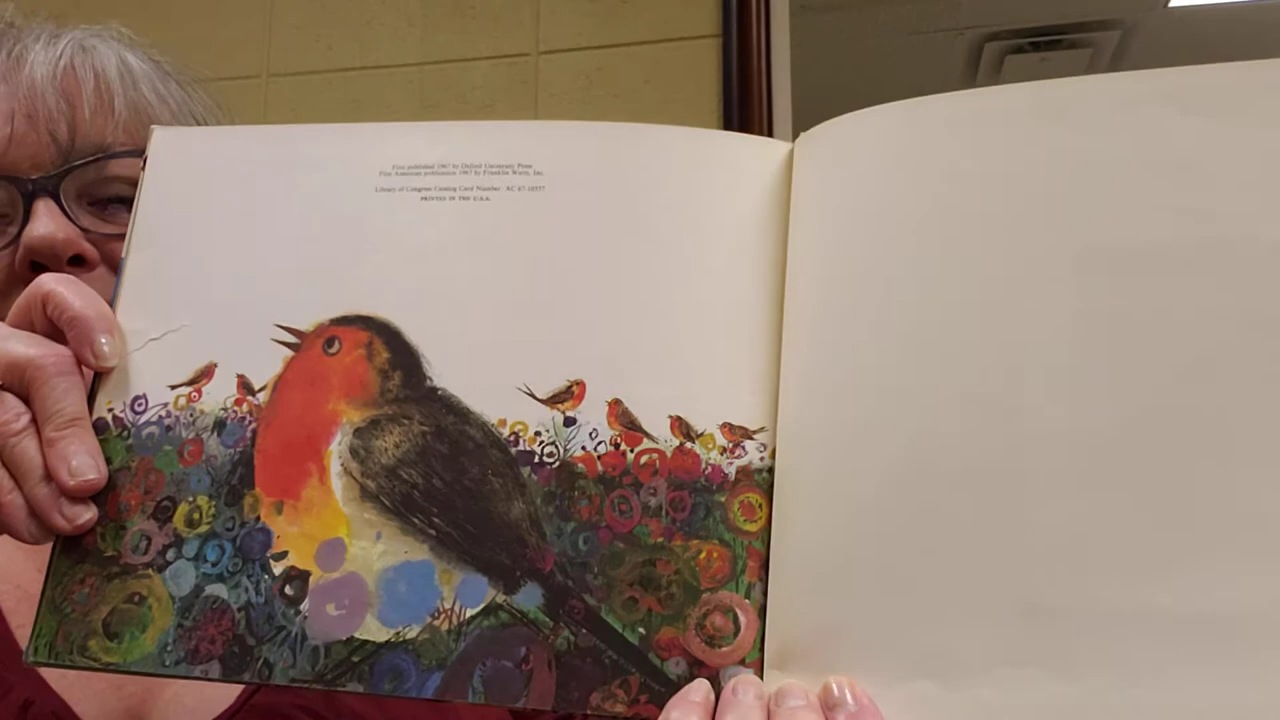 First published 1967 by Oxford University Press
First American publication 1967 by Franklin Watts, Inc.
Library of Congress Catalog Card Number: AC 67-10337
PRINTED IN THE U.S.A.